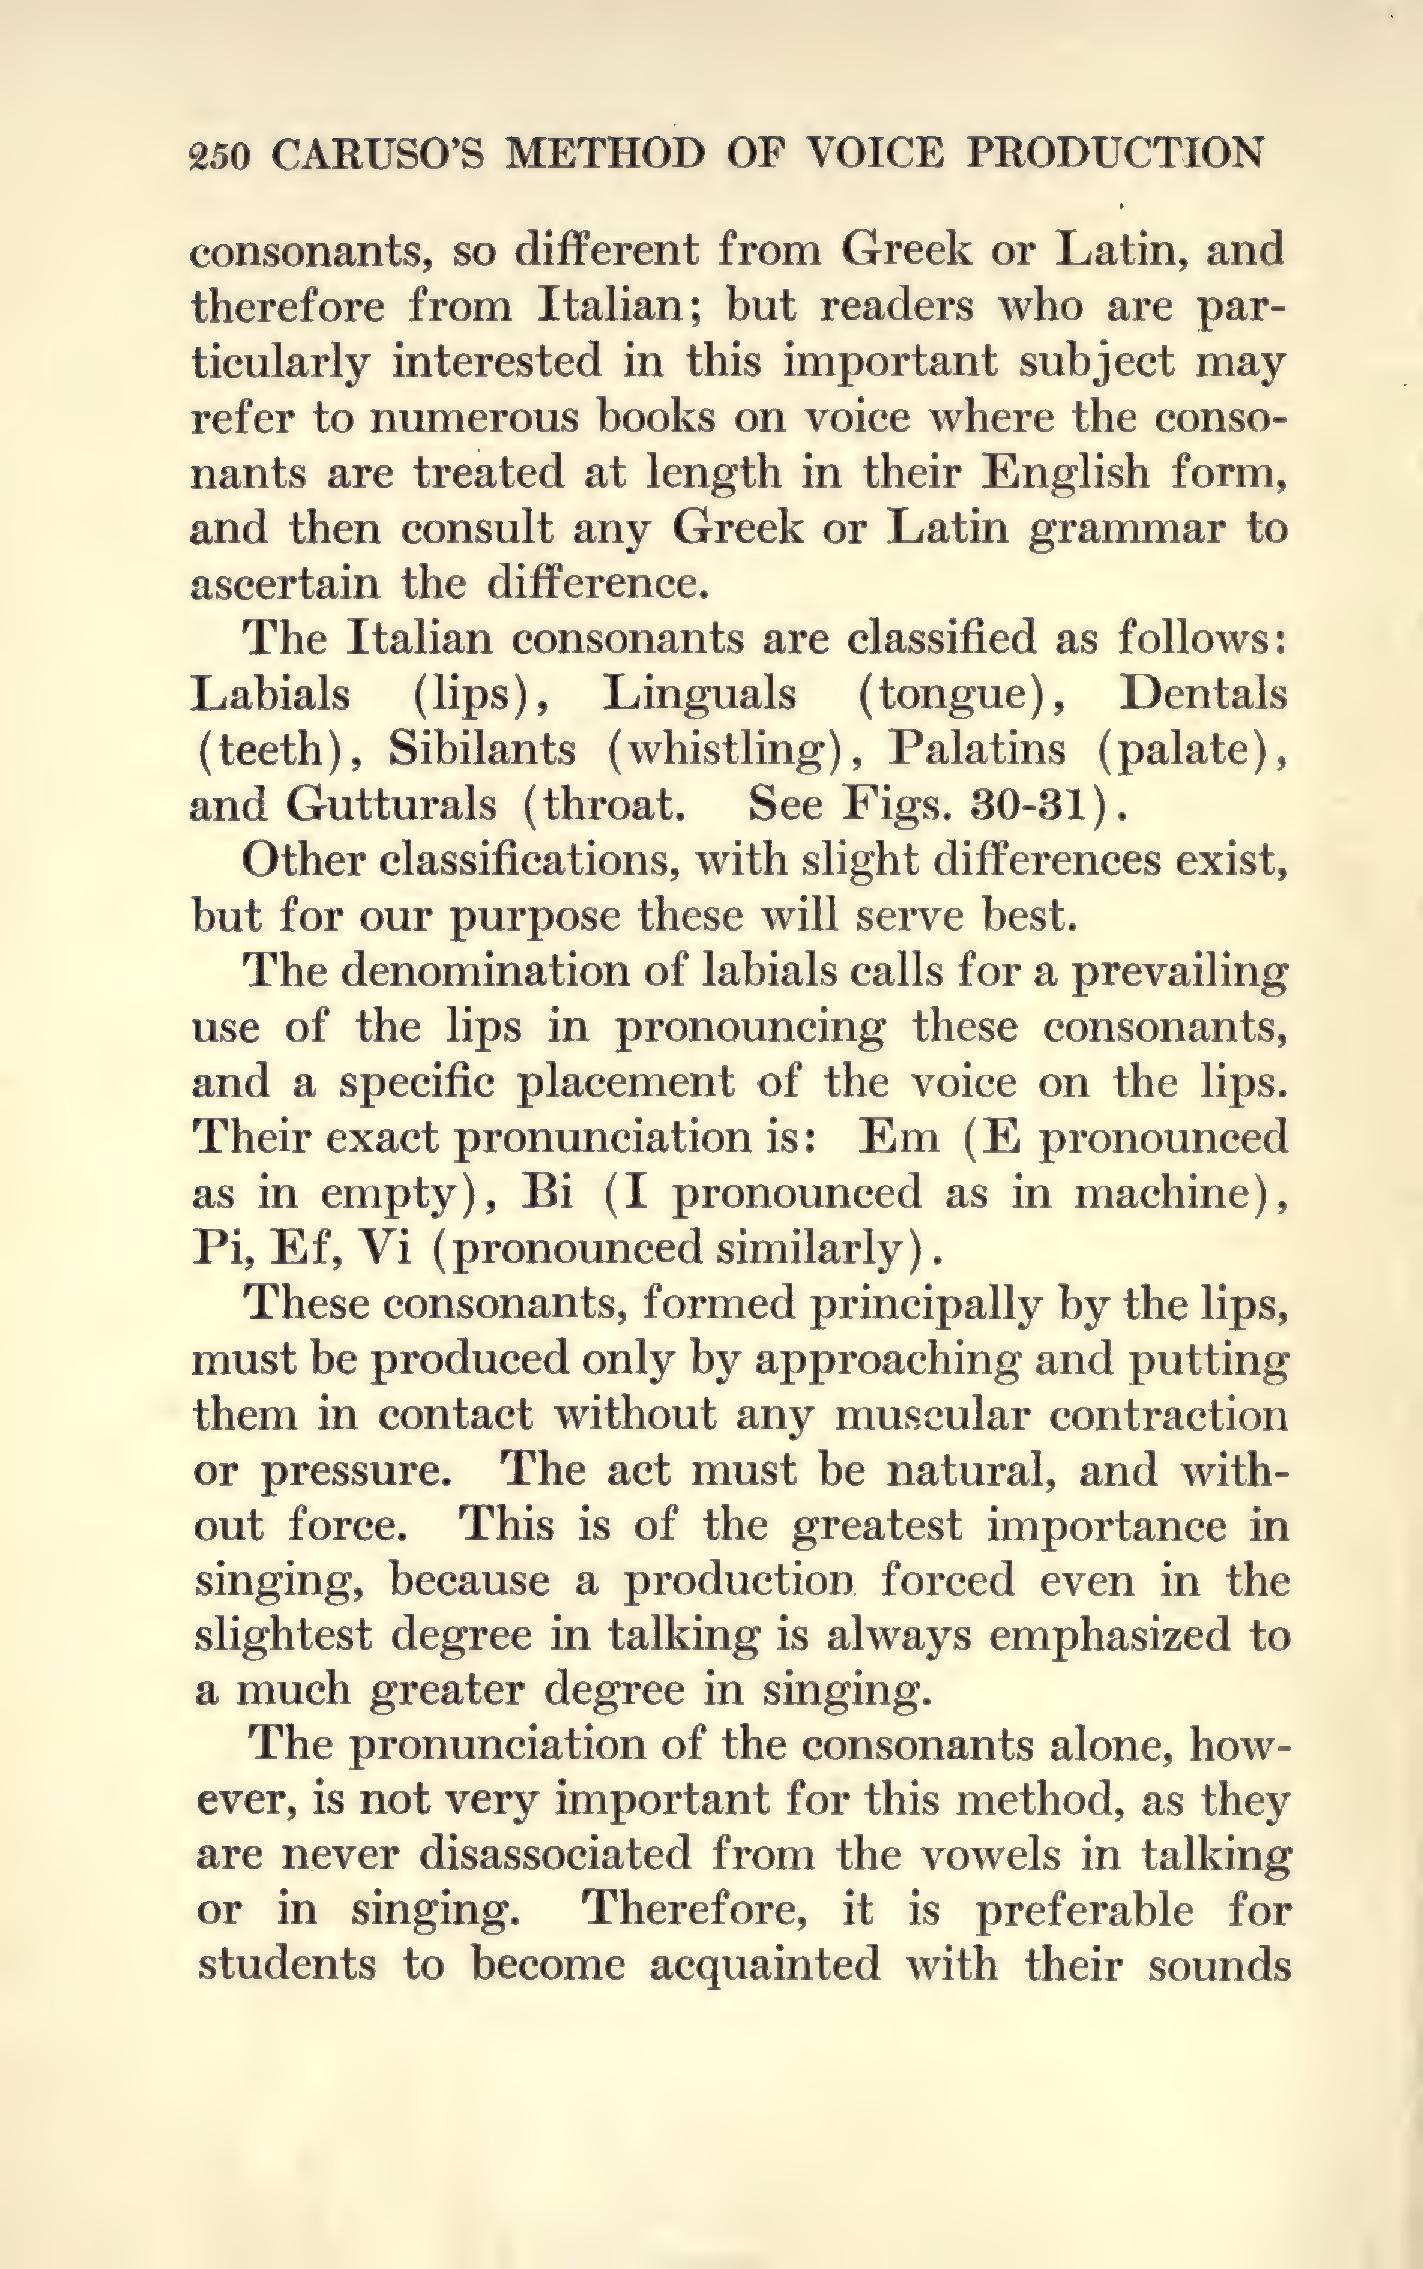 250 CARUSO'S METHOD OF VOICE PRODUCTION
consonants, so different from Greek or Latin, and
therefore from Italian; but readers who are par-
ticularly interested in this important subject may
refer to numerous books on voice where the conso-
nants are treated at length in their English form,
and then consult any Greek or Latin grammar to
ascertain the difference.
The Italian consonants are classified as follows:
Labials (lips), Linguals (tongue), Dentals
(teeth), Sibilants (whistling), Palatins (palate),
and Gutturals (throat. See Figs. 30-31).
Other classifications, with slight differences exist,
but for our purpose these will serve best.
The denomination of labials calls for a prevailing
use of the lips in pronouncing these consonants,
and a specific placement of the voice on the lips.
Their exact pronunciation is: Em (E pronounced
as in empty), Bi (I pronounced as in machine),
Pi, Ef, Vi (pronounced similarly).
These consonants, formed principally by the lips,
must be produced only by approaching and putting
them in contact without any muscular contraction
or pressure. The act must be natural, and with-
out force. This is of the greatest importance in
singing, because a production forced even in the
slightest degree in talking is always emphasized to
a much greater degree in singing.
The pronunciation of the consonants alone, how-
ever, is not very important for this method, as they
are never disassociated from the vowels in talking
or in singing. Therefore, it is preferable for
students to become acquainted with their sounds